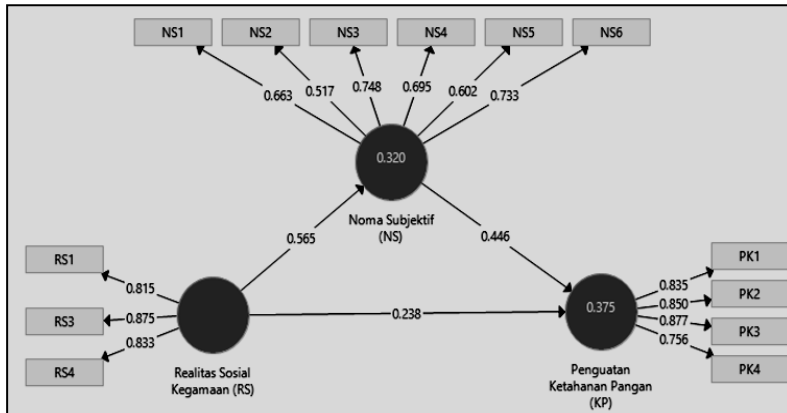 NS1 NS2 NS3 NS4 NS5 NS6
0.663 0.517 0.748 0.695 0.602 0.733
0.320
Noma Subjektif
(NS)
0.565 0.446
RS1
RS3
RS4
0.815
0.875
0.833
Realitas Sosial
Kegamaan (RS)
0.238
0.375
Penguatan
Ketahanan Pangan
(KP)
0.835
0.850
0.877
0.756
PK1
PK2
PK3
PK4